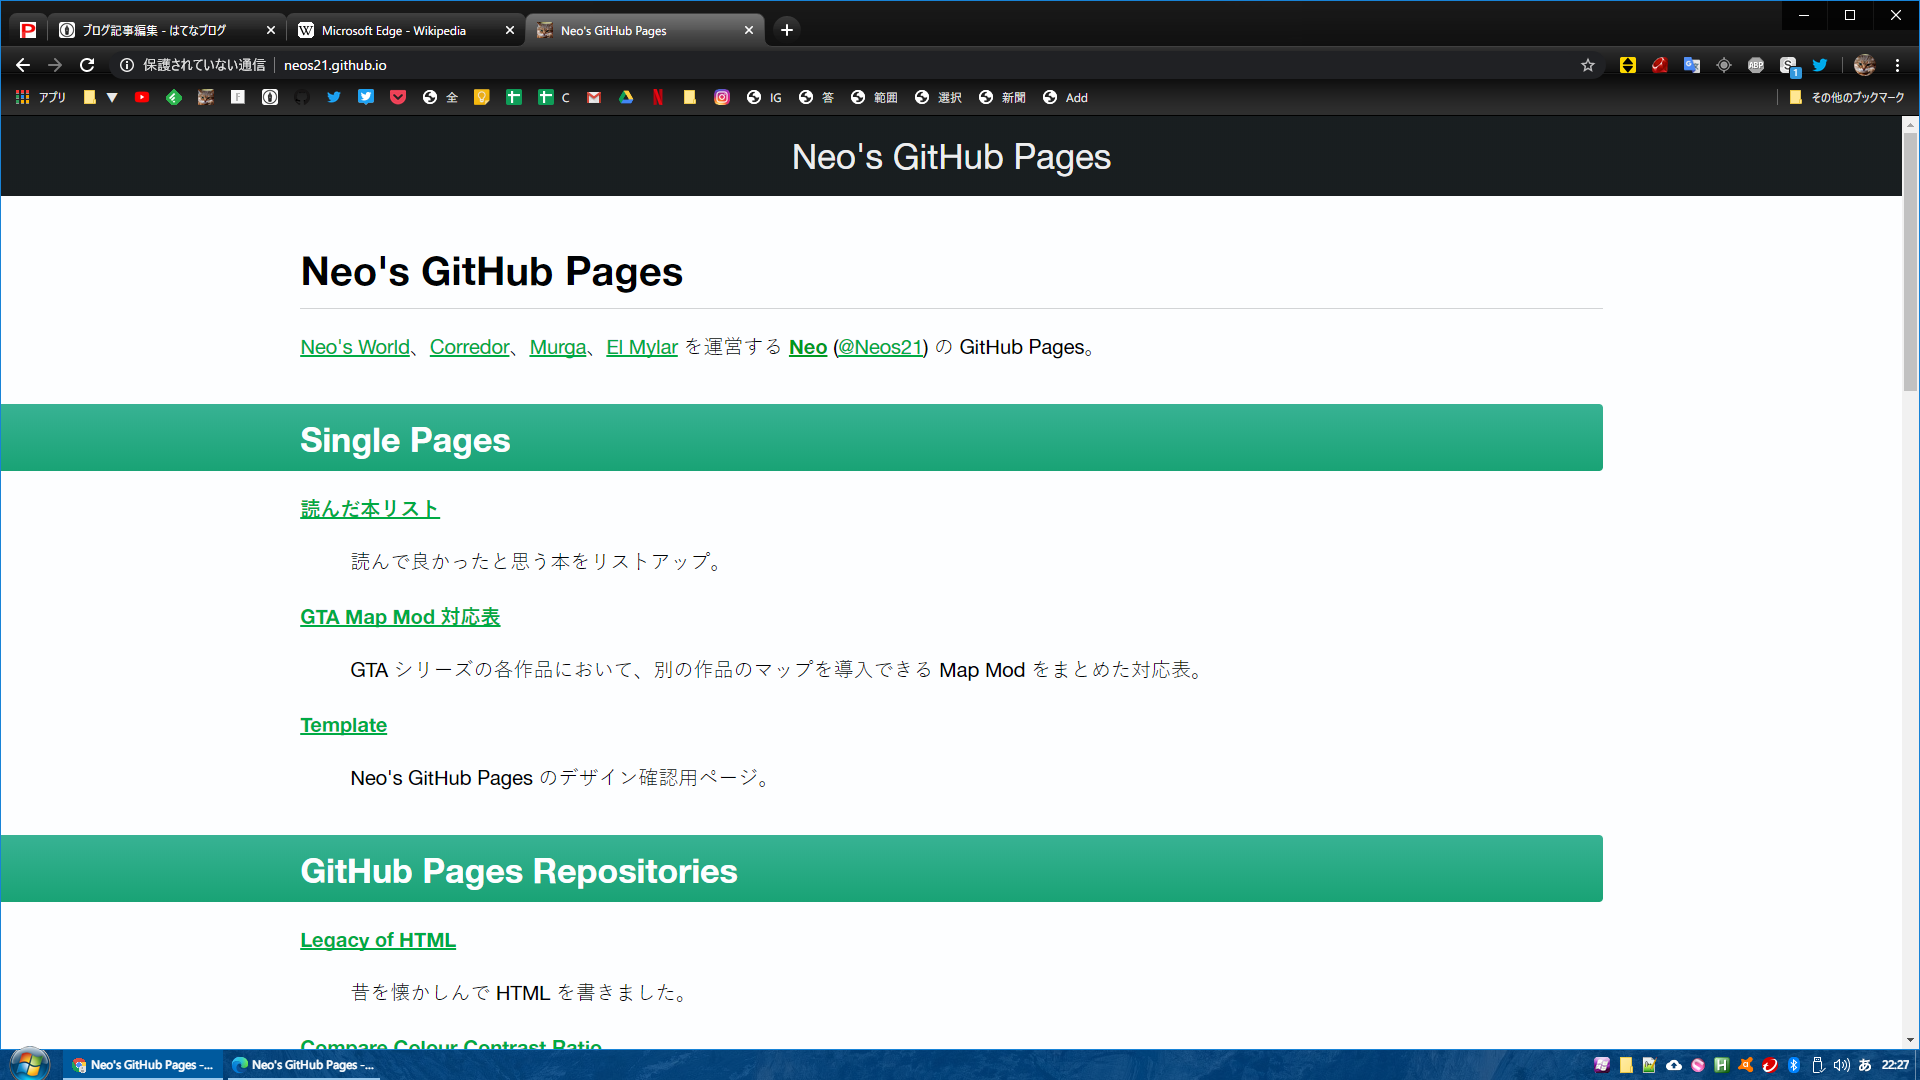 ブログ記事編集 - はてなブログ
Microsoft Edge - Wikipedia
Neo's GitHub Pages
保護されていない通信
neos21.github.io
アプリ
▼
全
C
IG
答
範囲
選択
新聞
Add
その他のブックマーク
Neo's GitHub Pages
Neo's GitHub Pages
Neo's World、Corredor、Murga、El Mylar を運営する Neo (@Neos21) の GitHub Pages。
Single Pages
読んだ本リスト
読んで良かったと思う本をリストアップ。
GTA Map Mod 対応表
GTA シリーズの各作品において、別の作品のマップを導入できる Map Mod をまとめた対応表。
Template
Neo's GitHub Pages のデザイン確認用ページ。
GitHub Pages Repositories
Legacy of HTML
昔を懐かしんで HTML を書きました。
Compare Colour Contrast Ratio
Neo's GitHub Pages -...
Neo's GitHub Pages -...
あ
22:27